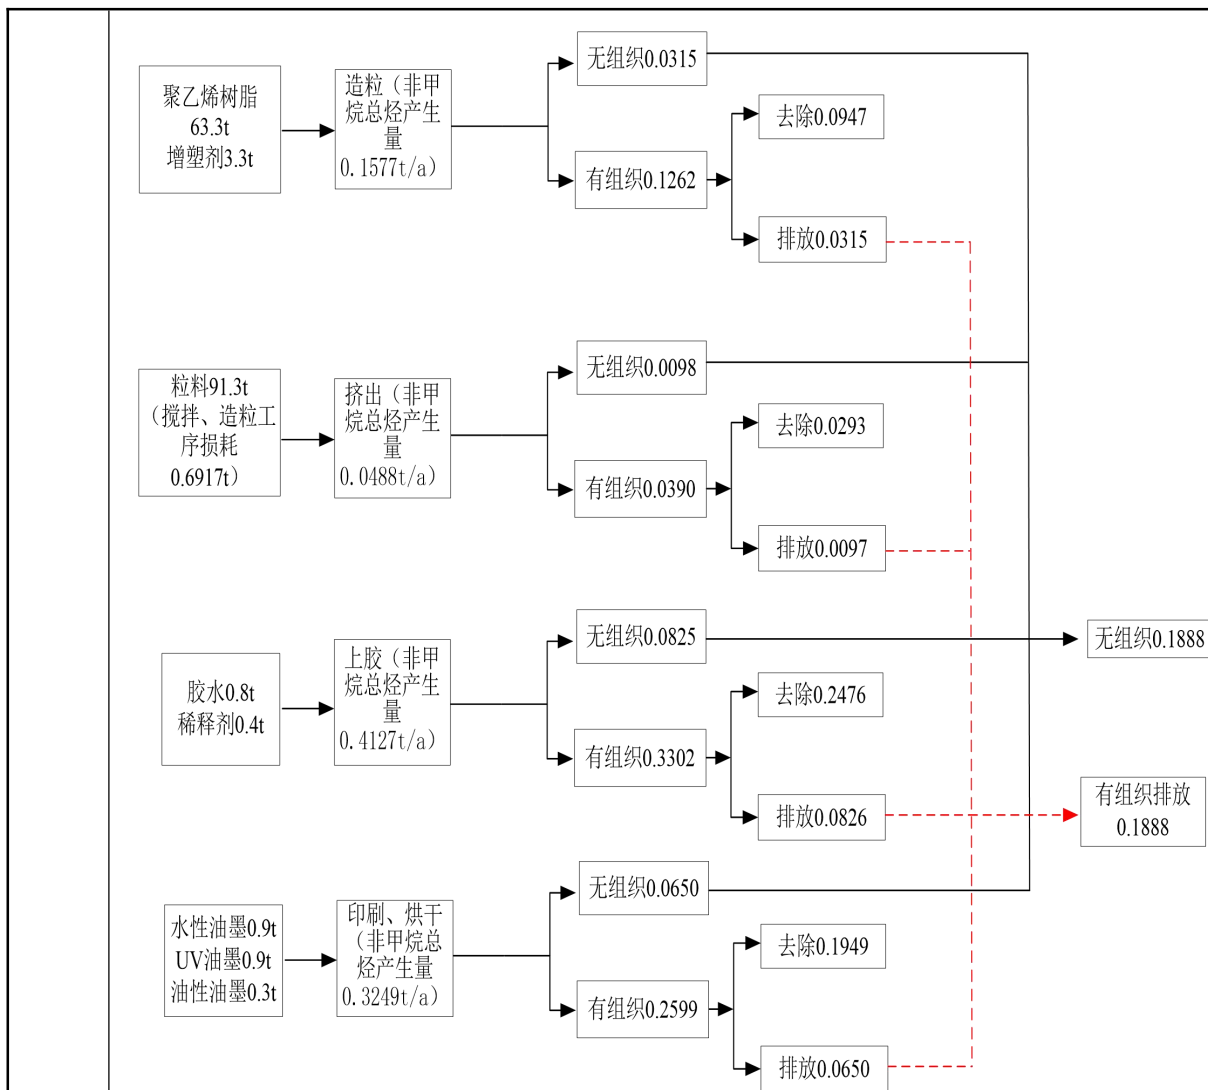 聚乙烯树脂
63.3t
增塑剂3.3t
造粒（非甲
烷总烃产生
量
0.1577t/a）
无组织0.0315
有组织0.1262
去除0.0947
排放0.0315
粒料91.3t
（搅拌、造粒工
序损耗
0.6917t）
挤出（非甲
烷总烃产生
量
0.0488t/a）
无组织0.0098
有组织0.0390
去除0.0293
排放0.0097
胶水0.8t
稀释剂0.4t
上胶（非甲
烷总烃产生
量
0.4127t/a）
无组织0.0825
有组织0.3302
去除0.2476
排放0.0826
无组织0.1888
有组织排放
0.1888
水性油墨0.9t
UV油墨0.9t
油性油墨0.3t
印刷、烘干
（非甲烷总
烃产生量
0.3249t/a）
无组织0.0650
有组织0.2599
去除0.1949
排放0.0650